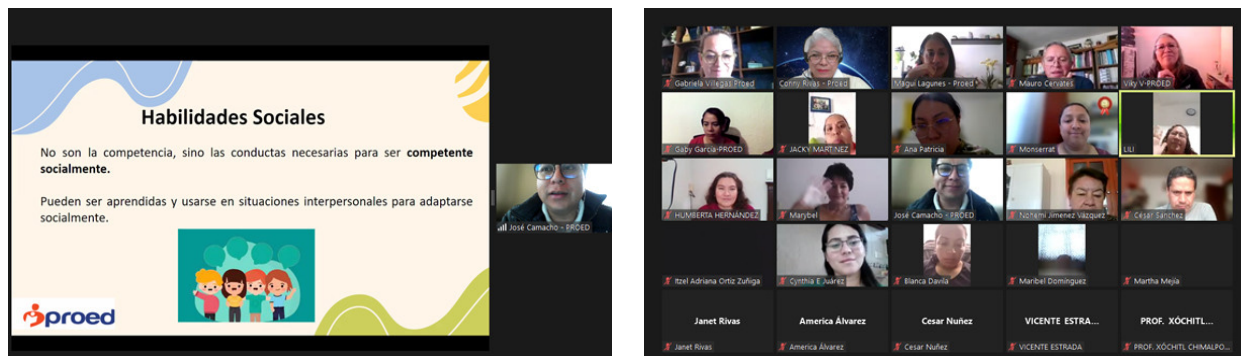 Habilidades Sociales
No son la competencia, sino las conductas necesarias para ser competente
socialmente.
Pueden ser aprendidas y usarse en situaciones interpersonales para adaptarse
socialmente.
proed
José Camacho - PROED
Gabriela Villegas Proed
Conny Rivas - Proed
Magui Lagunes - Proed
Mauro Cervates
Viky V-PROED
Gaby García-PROED
JACKY MARTINEZ
Ana Patricia
Monserrat
LILI
HUMBERTA HERNÁNDEZ
Marybel
José Camacho - PROED
Nohemi Jimenez Vazquez
César Sánchez
Itzel Adriana Ortiz Zuñiga
Cynthia E Juárez
Blanca Davila
Maribel Dominguez
Martha Mejía
Janet Rivas
America Álvarez
Cesar Nuñez
VICENTE ESTRA...
PROF. XÓCHITL...
Janet Rivas
America Álvarez
Cesar Nuñez
VICENTE ESTRADA
PROF. XÓCHITL CHIMALPO...